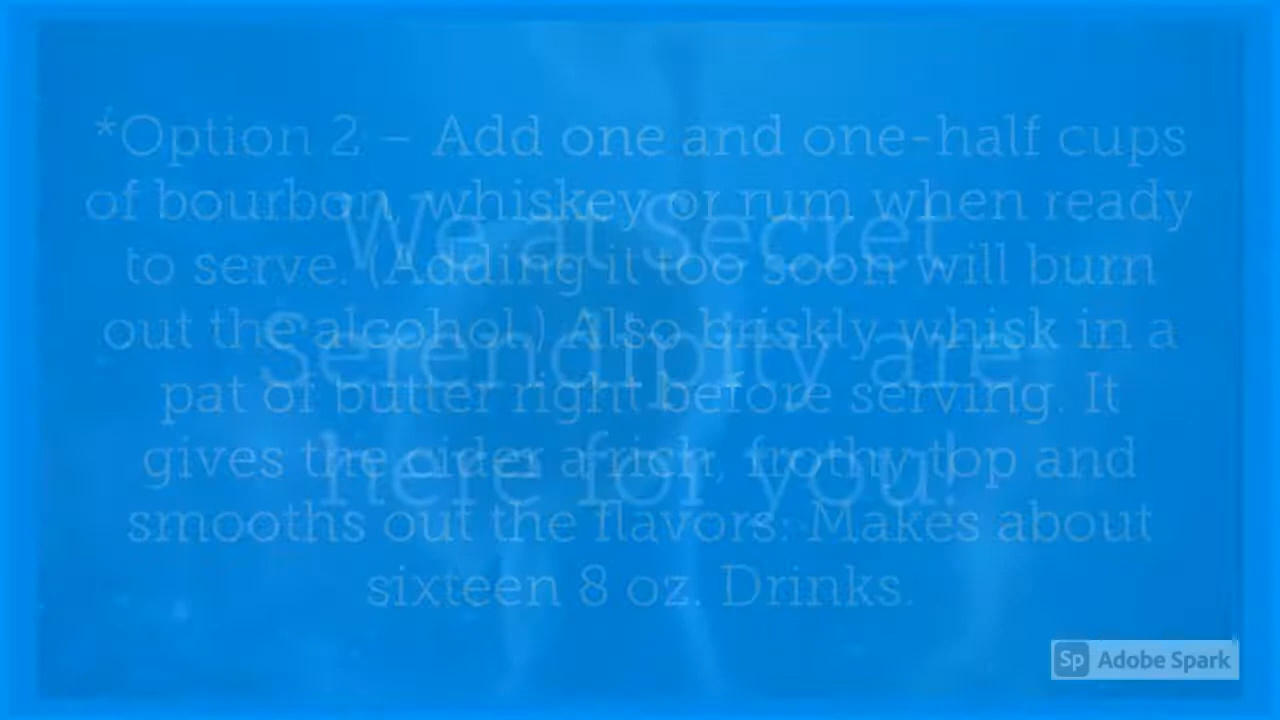 *Option 2 – Add one and one-half cups
of bourbon, whiskey or rum when ready
to serve. (Adding it too soon will burn
out the alcohol.) Also briskly whisk in a
pat of butter right before serving. It
gives the cider a rich, frothy top and
smooths out the flavors. Makes about
sixteen 8 oz. Drinks.
We at Secret
Serendipity are
here for you!
Sp Adobe Spark